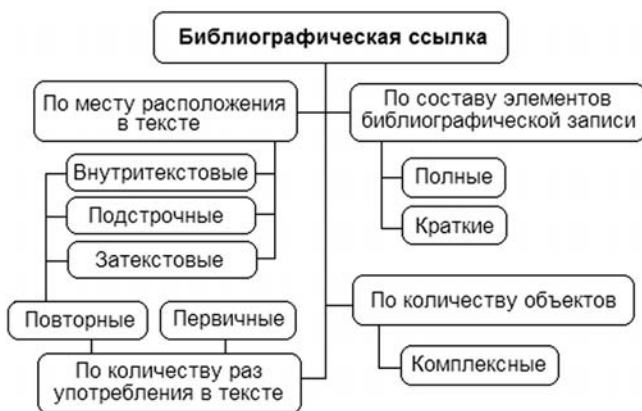 Библиографическая ссылка
По месту расположения
в тексте
По составу элементов
библиографической записи
Внутритекстовые
Полные
Подстрочные
Краткие
Затекстовые
По количеству объектов
Повторные
Первичные
Комплексные
По количеству раз
употребления в тексте